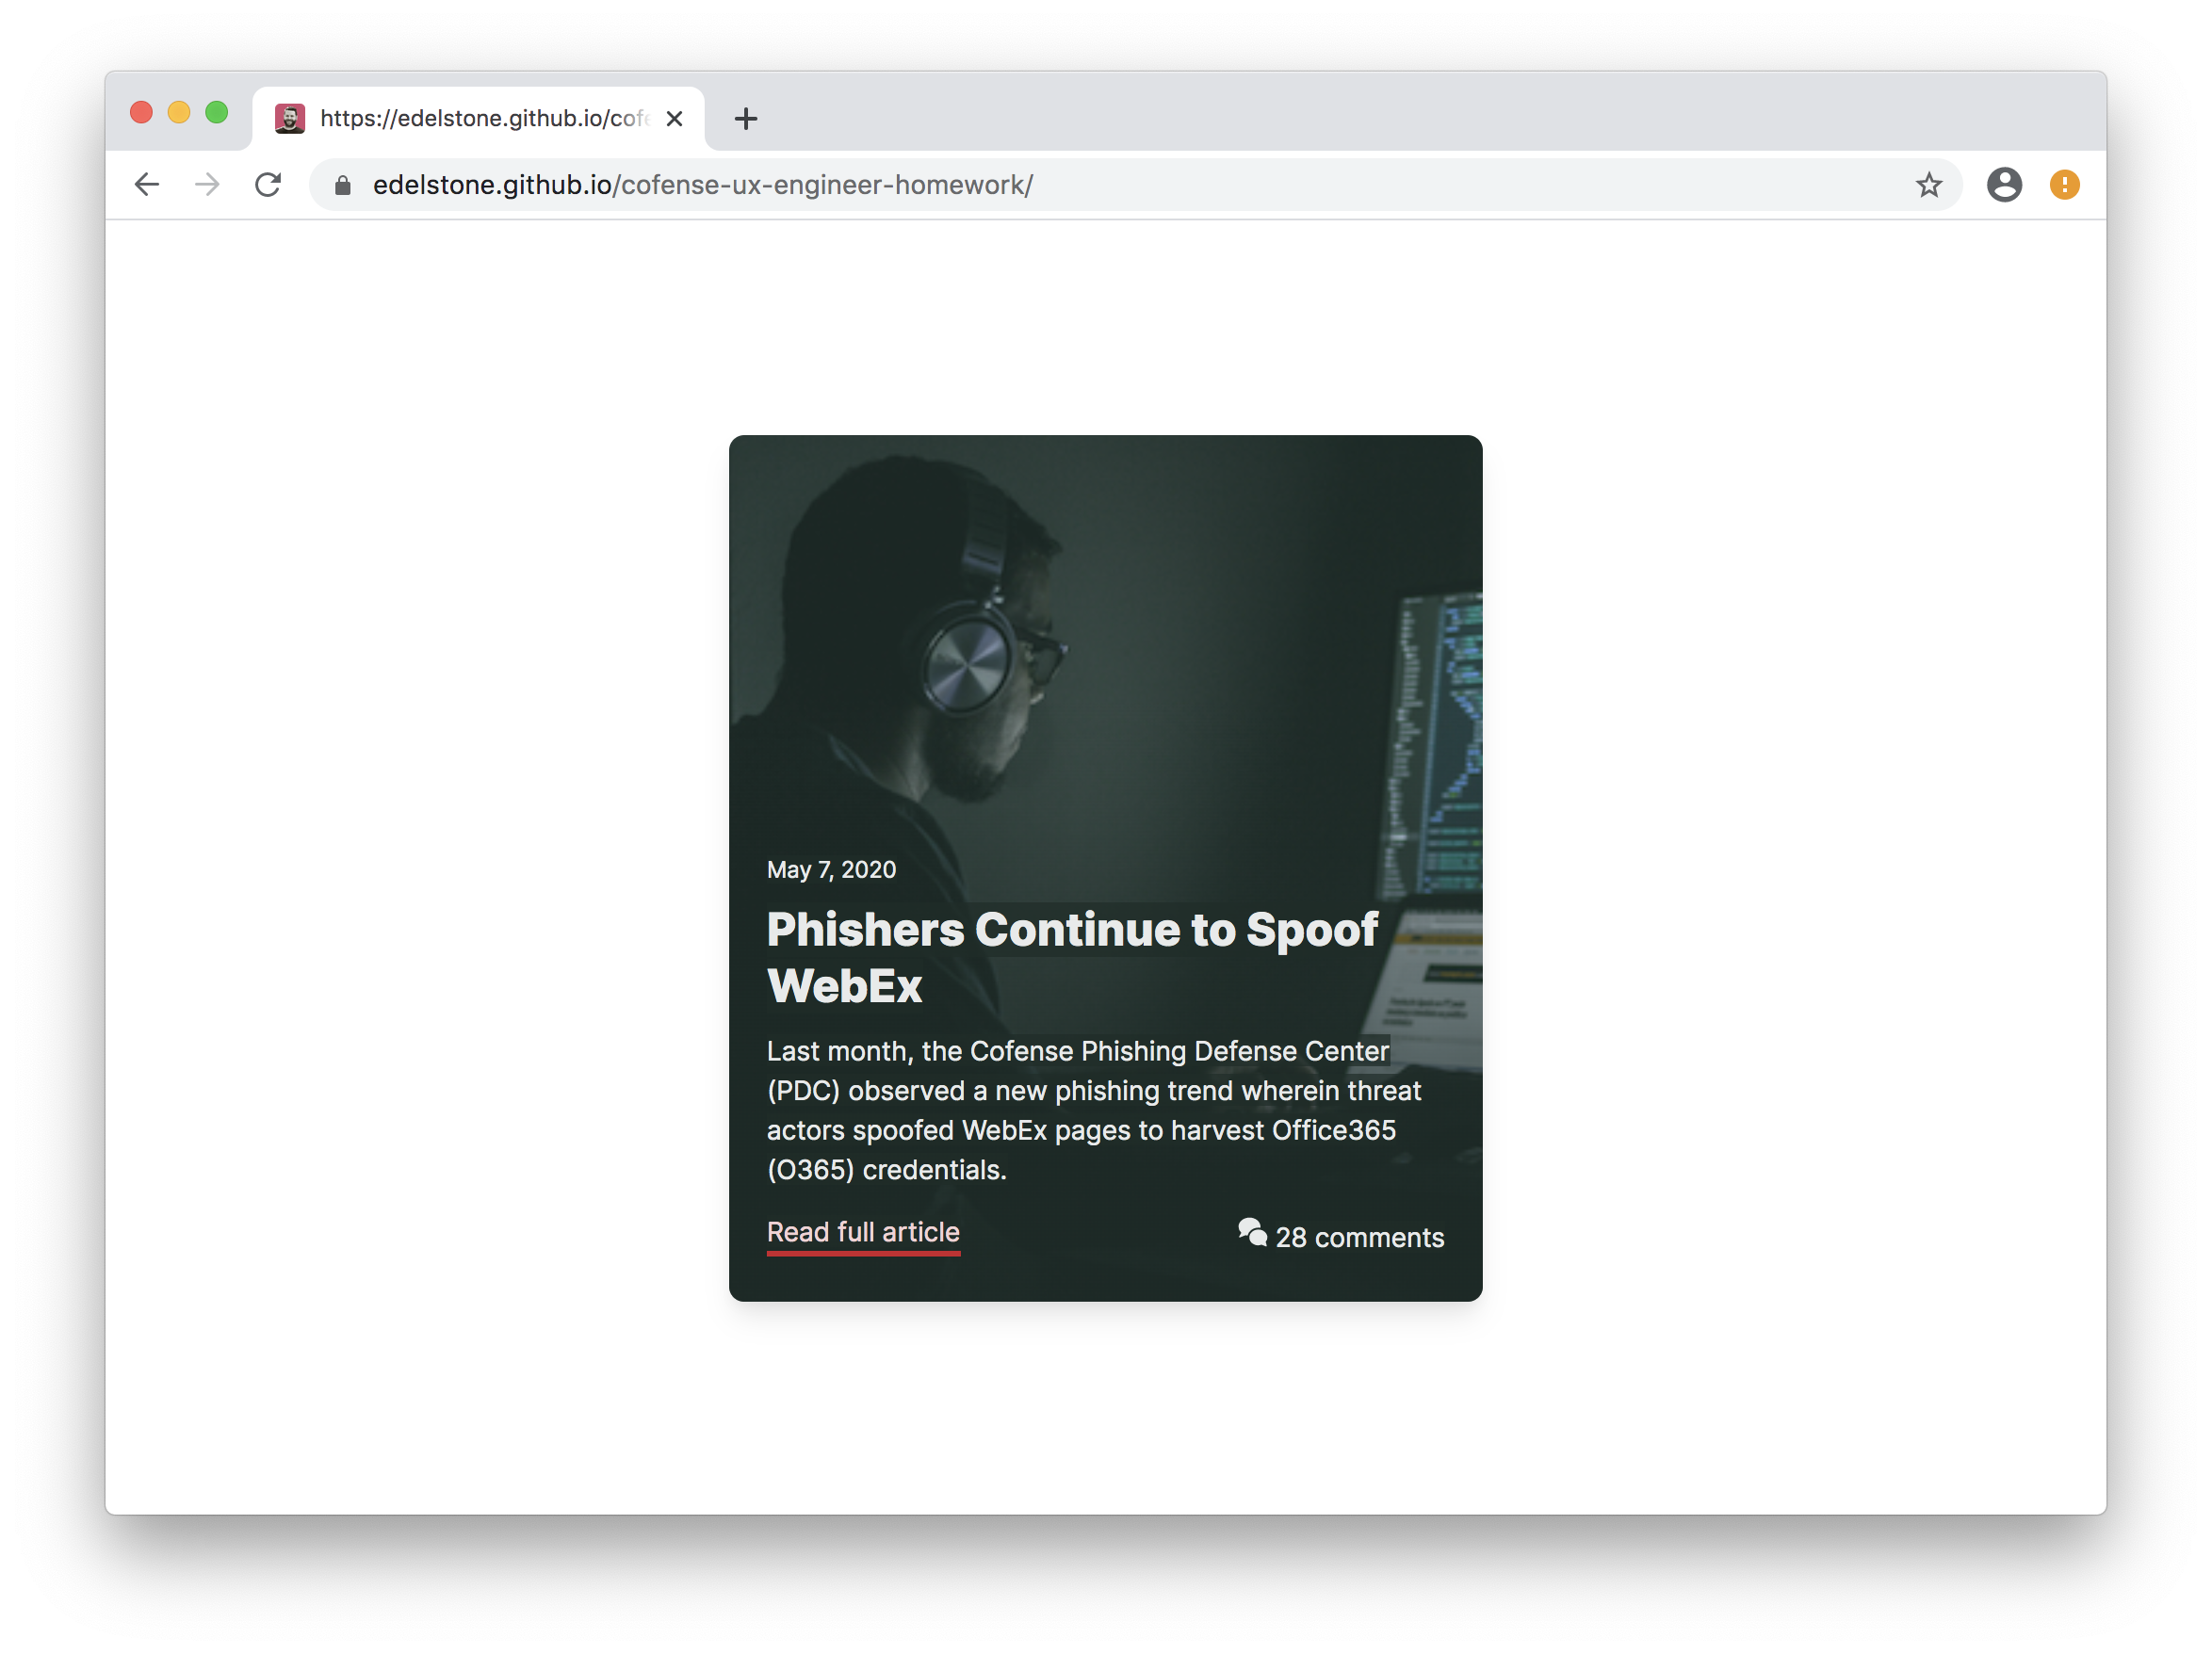 https://edelstone.github.io/cofe
edelstone.github.io/cofense-ux-engineer-homework/
May 7, 2020
Phishers Continue to Spoof
WebEx
Last month, the Cofense Phishing Defense Center
(PDC) observed a new phishing trend wherein threat
actors spoofed WebEx pages to harvest Office365
(O365) credentials.
Read full article
28 comments